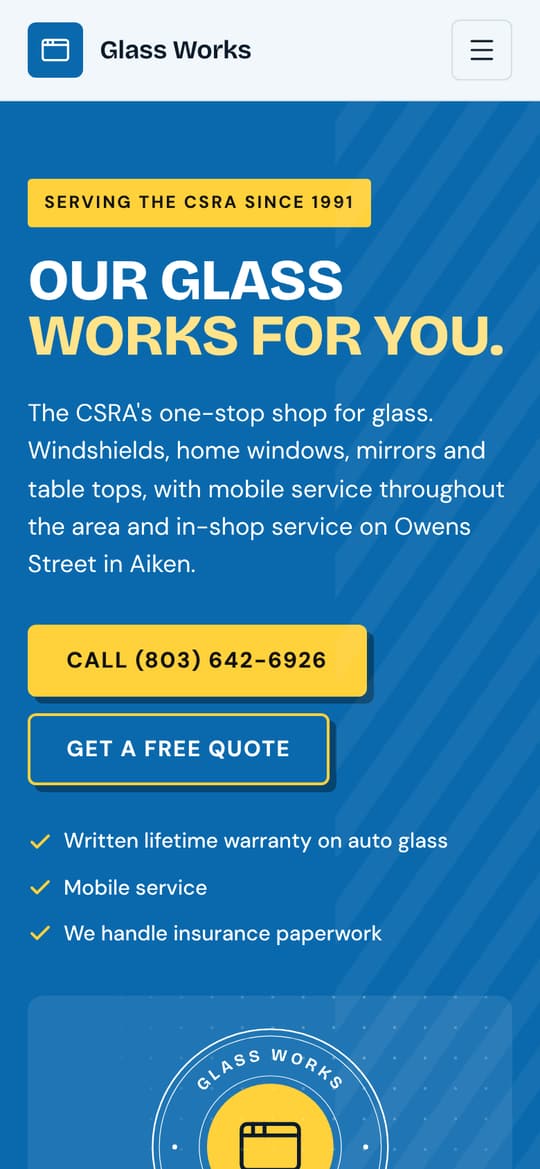 Glass Works
SERVING THE CSRA SINCE 1991
OUR GLASS
WORKS FOR YOU.
The CSRA's one-stop shop for glass.
Windshields, home windows, mirrors and
table tops, with mobile service throughout
the area and in-shop service on Owens
Street in Aiken.
CALL (803) 642-6926
GET A FREE QUOTE
Written lifetime warranty on auto glass
Mobile service
We handle insurance paperwork
GLASS WORKS